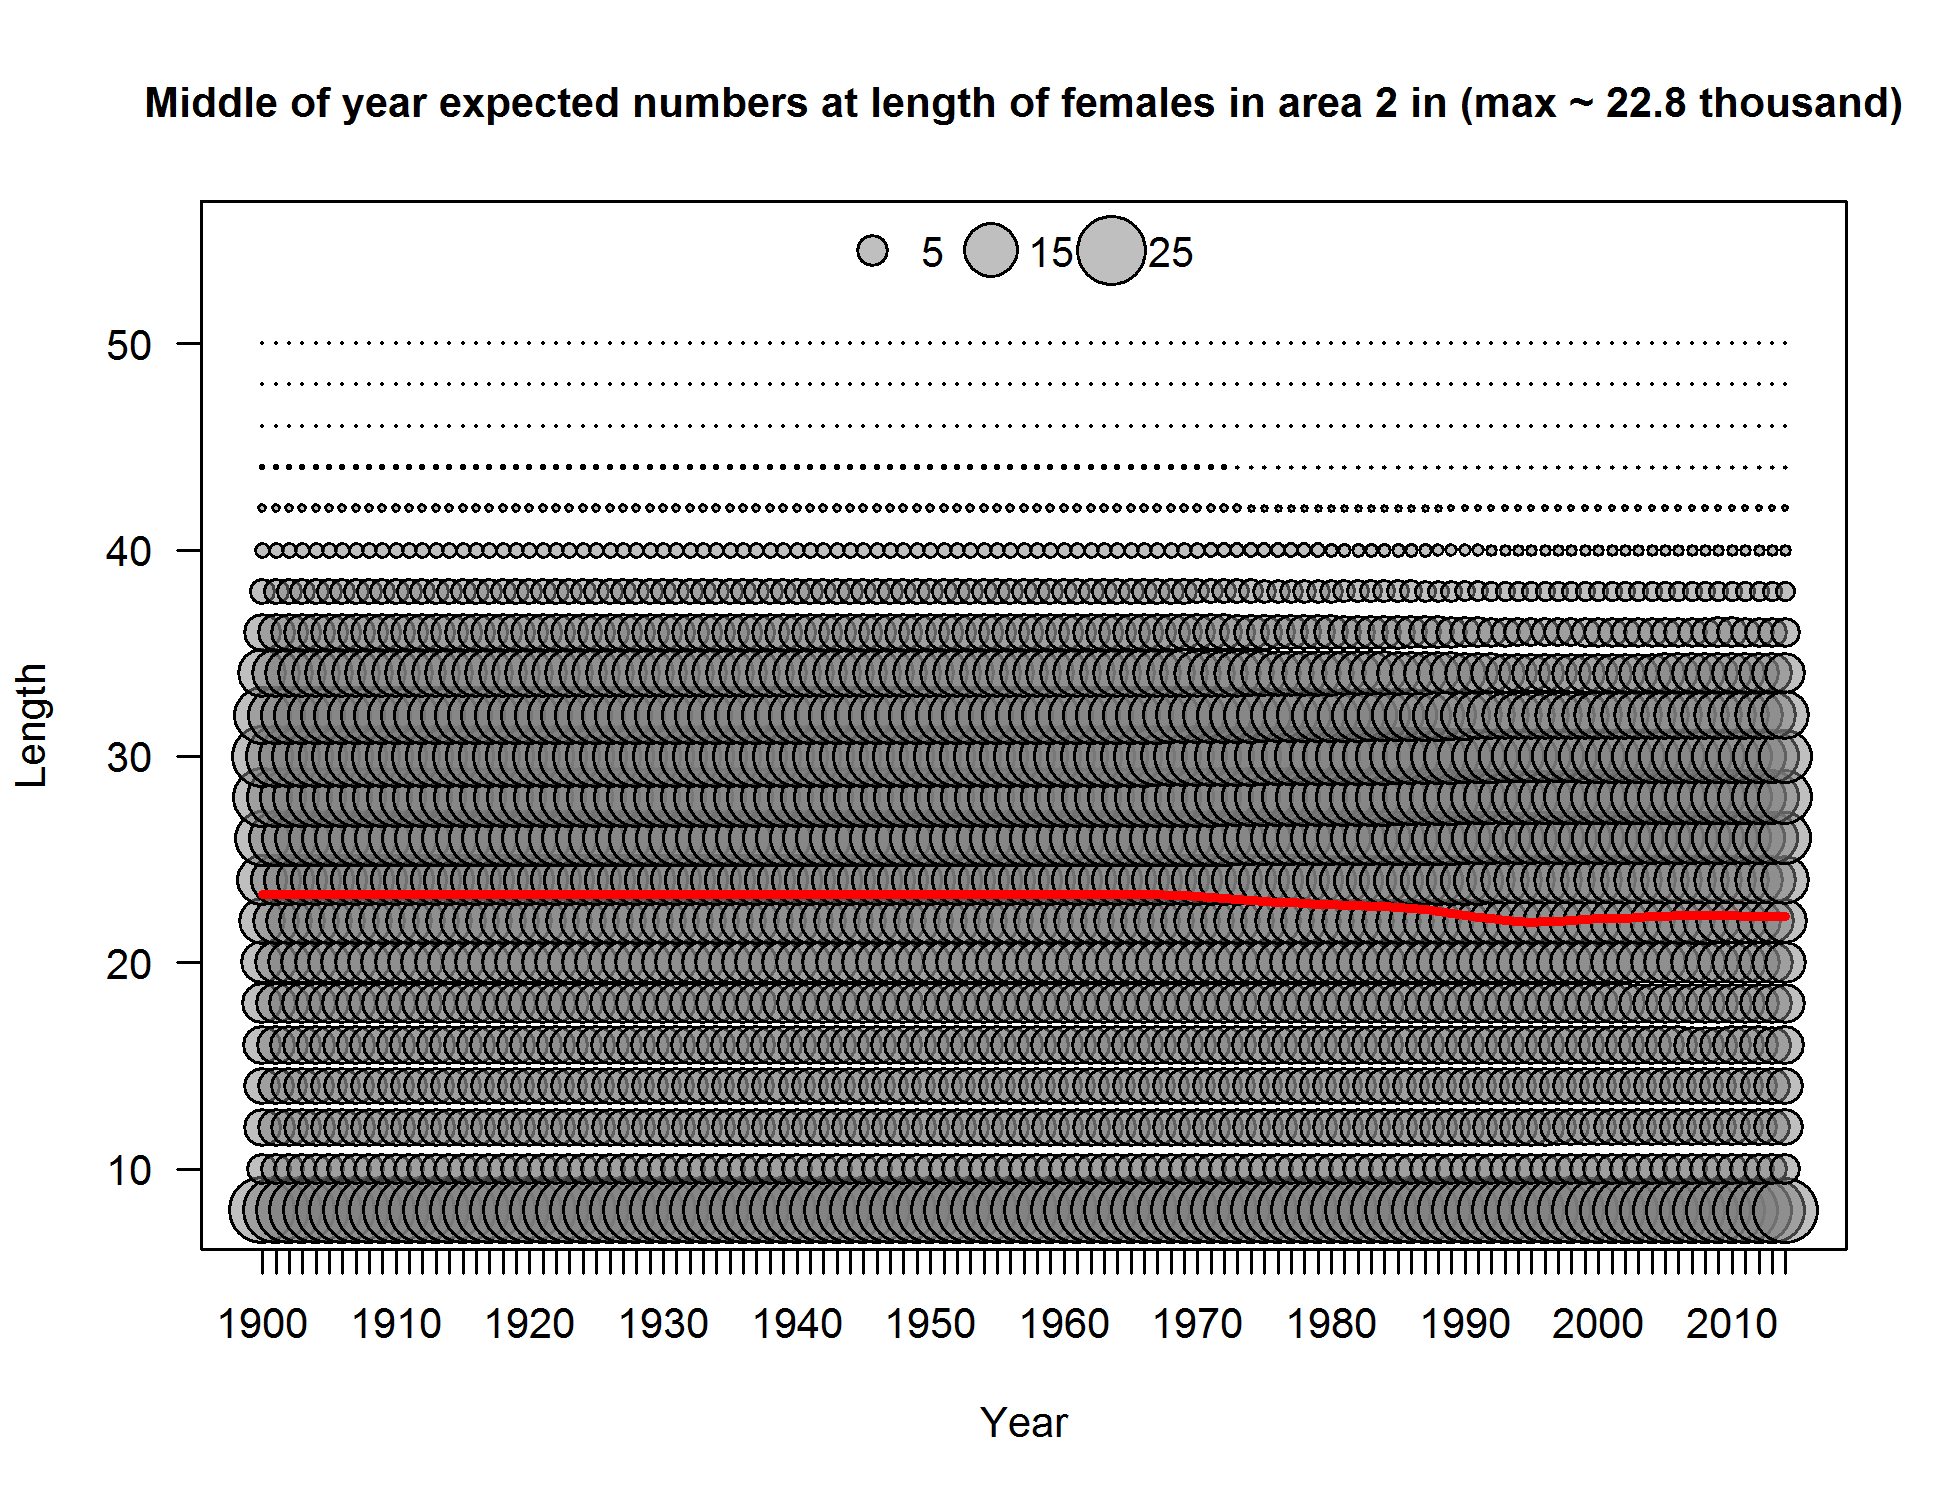 Middle of year expected numbers at length of females in area 2 in (max ~ 22.8 thousand)
5 15 25
50
40
30
20
10
Length
1900 1910 1920 1930 1940 1950 1960 1970 1980 1990 2000 2010
Year